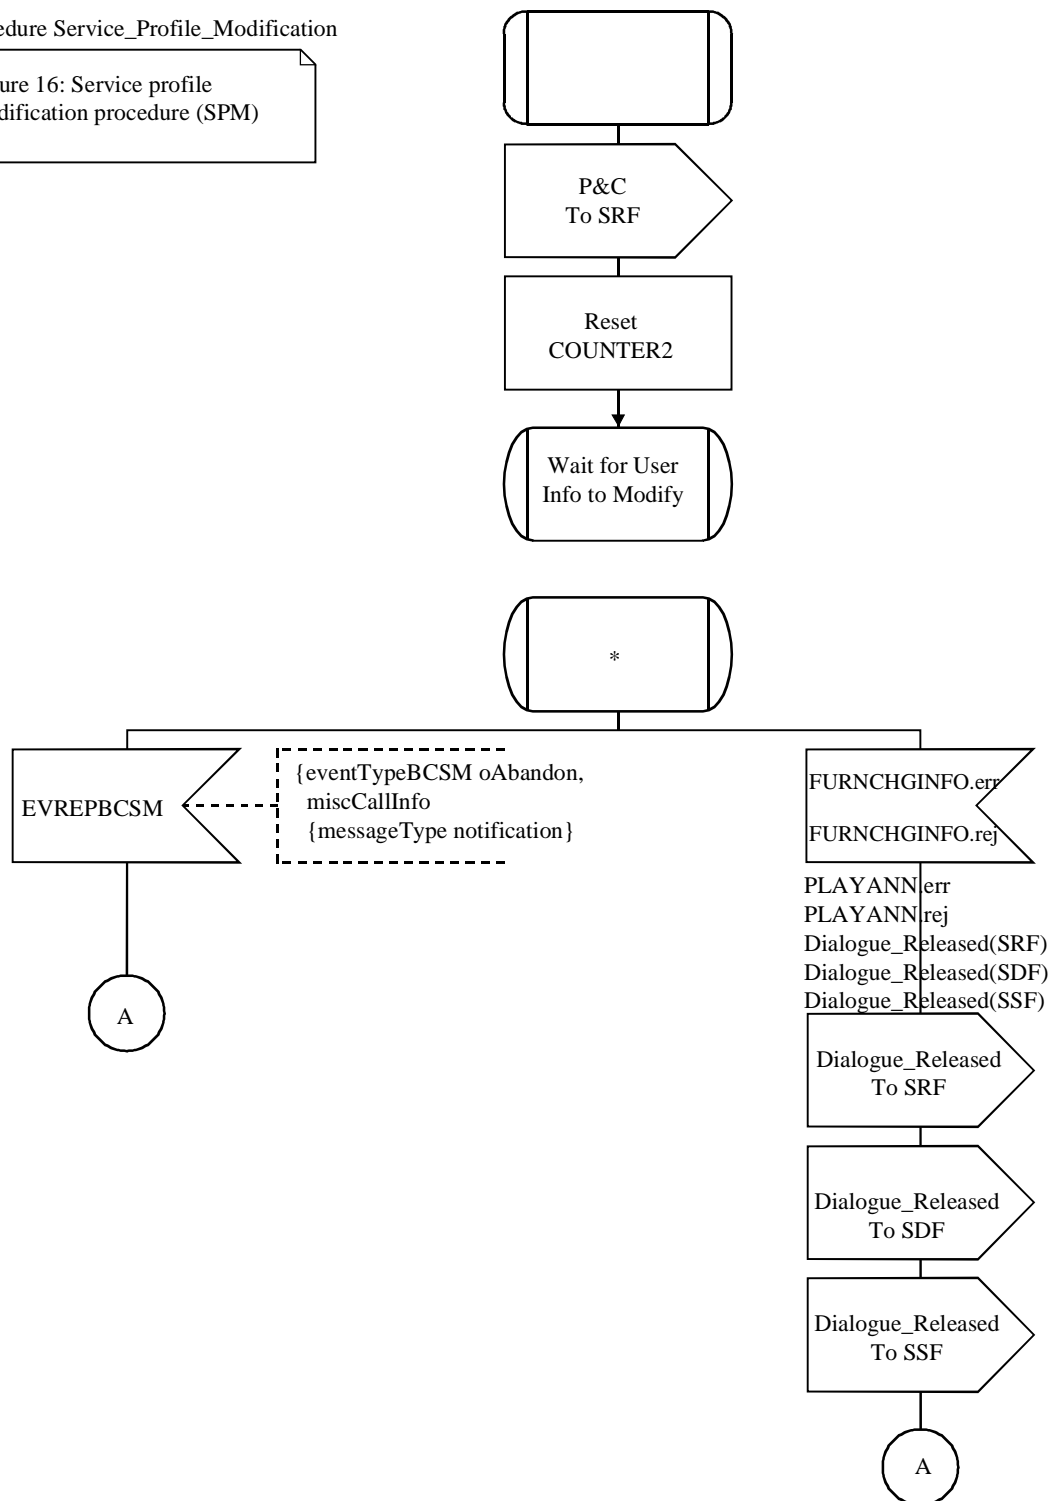 edure Service_Profile_Modification
ure 16: Service profile
dification procedure (SPM)
P&C
To SRF
Reset
COUNTER2
Wait for User
Info to Modify
*
EVREPBCSM
{eventTypeBCSM oAbandon,
miscCallInfo
{messageType notification}
FURNCHGINFO.err
FURNCHGINFO.rej
PLAYANN.err
PLAYANN.rej
Dialogue_Released(SRF)
Dialogue_Released(SDF)
Dialogue_Released(SSF)
A
Dialogue_Released
To SRF
Dialogue_Released
To SDF
Dialogue_Released
To SSF
A